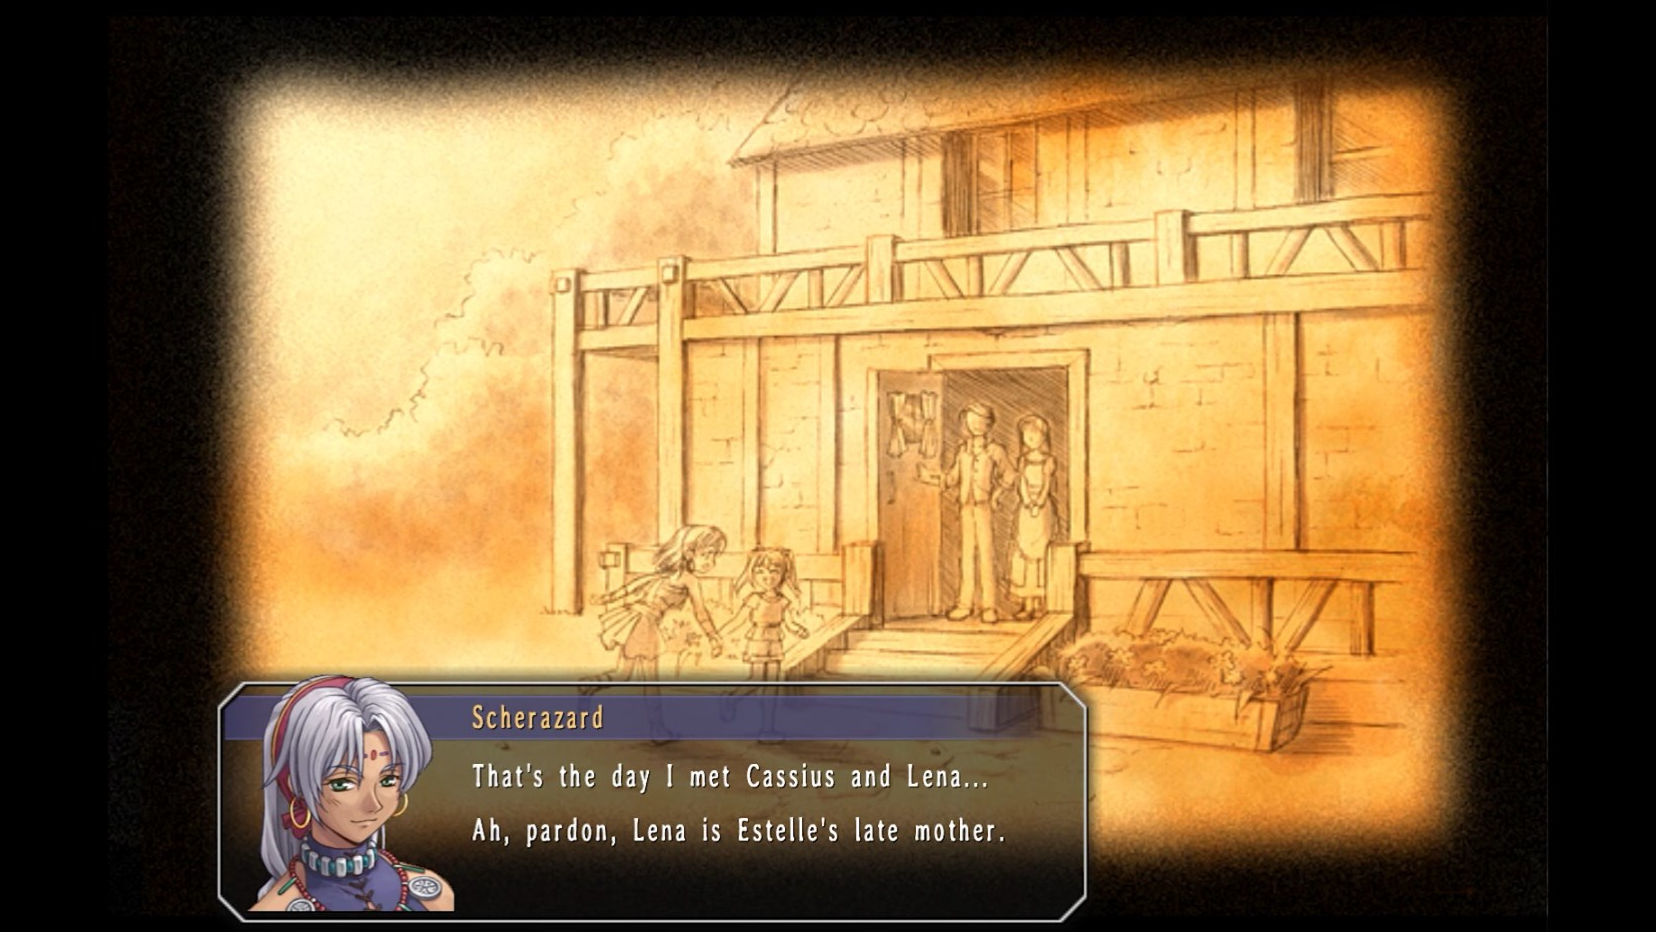 Scherazard
That's the day I met Cassius and Lena...
Ah, pardon, Lena is Estelle's late mother.